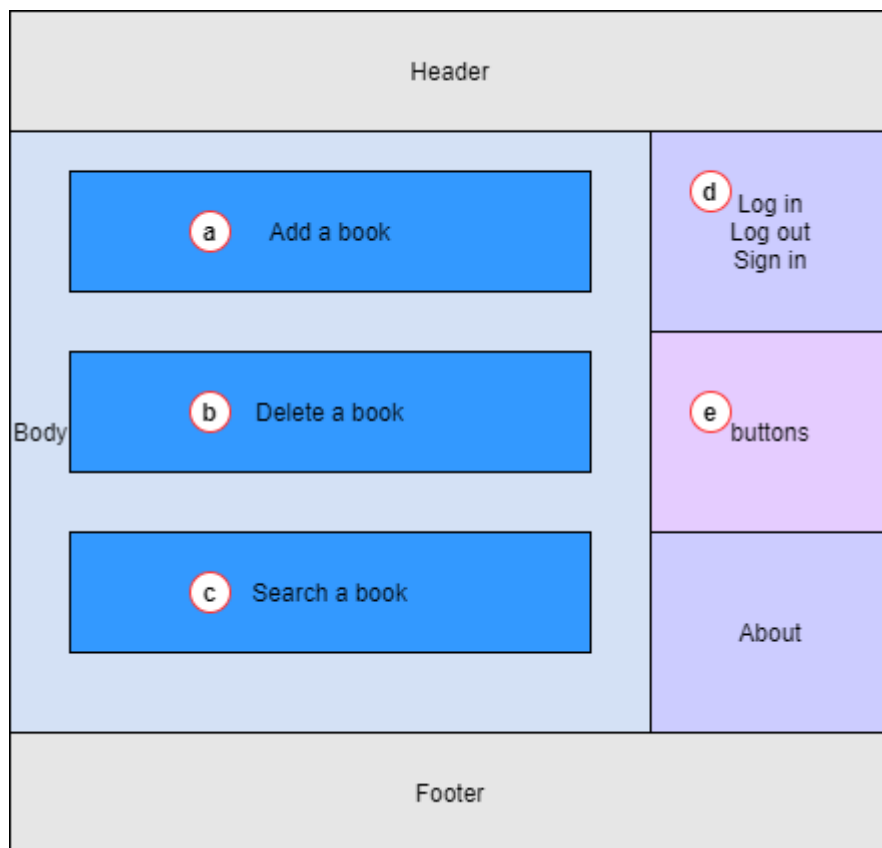 Header
a Add a book
d Log in
Log out
Sign in
Body
b Delete a book
e buttons
c Search a book
About
Footer